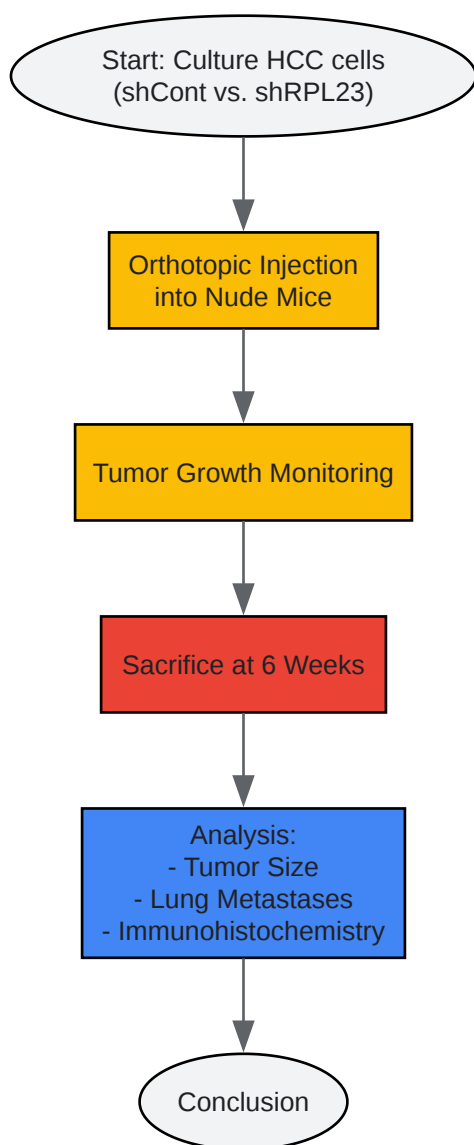 Start: Culture HCC cells
(shCont vs. shRPL23)
Orthotopic Injection
into Nude Mice
Tumor Growth Monitoring
Sacrifice at 6 Weeks
Analysis:
- Tumor Size
- Lung Metastases
- Immunohistochemistry
Conclusion